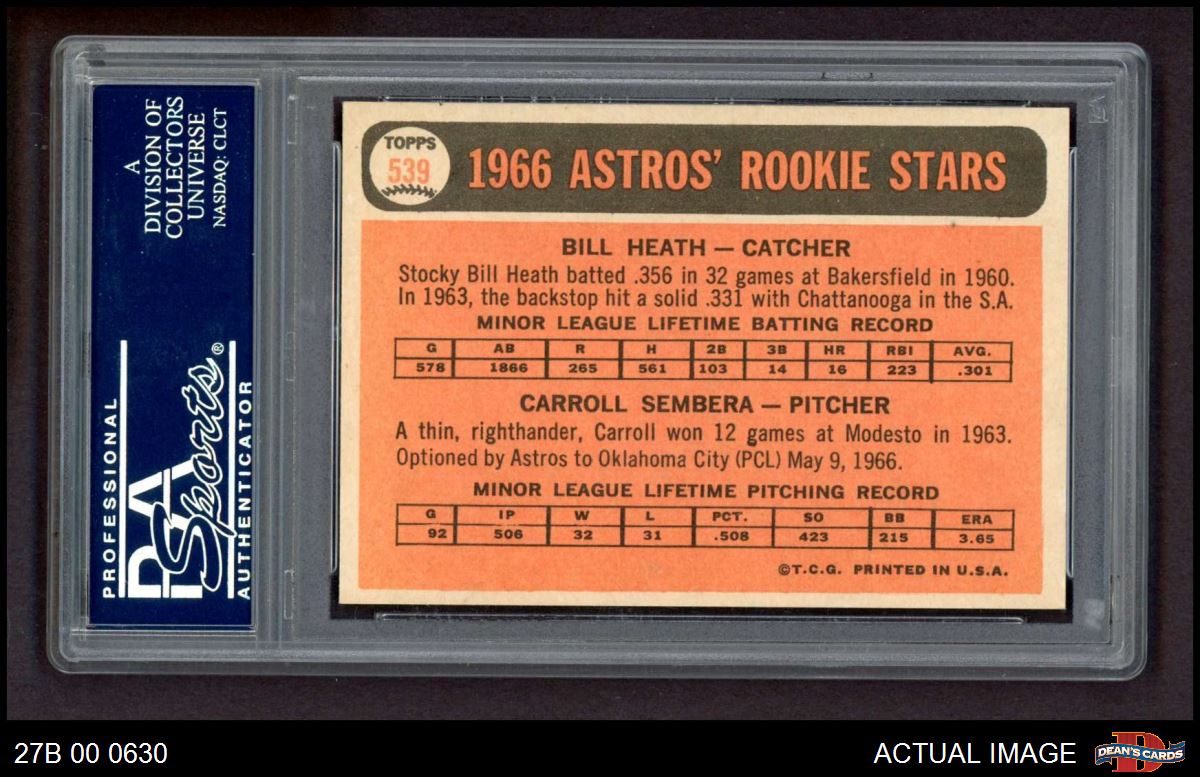 A
DIVISION OF
COLLECTORS
UNIVERSE
NASDAQ: CLCT
PROFESSIONAL
PSA
Sports®
AUTHENTICATOR
TOPPS
539
1966 ASTROS' ROOKIE STARS
BILL HEATH — CATCHER
Stocky Bill Heath batted .356 in 32 games at Bakersfield in 1960.
In 1963, the backstop hit a solid .331 with Chattanooga in the S.A.
MINOR LEAGUE LIFETIME BATTING RECORD
G AB R H 2B 3B HR RBI AVG.
578 1866 265 561 103 14 16 223 .301
CARROLL SEMBERA — PITCHER
A thin, righthander, Carroll won 12 games at Modesto in 1963.
Optioned by Astros to Oklahoma City (PCL) May 9, 1966.
MINOR LEAGUE LIFETIME PITCHING RECORD
G IP W L PCT. SO BB ERA
92 506 32 31 .508 423 215 3.65
©T.C.G. PRINTED IN U.S.A.
27B 00 0630
ACTUAL IMAGE
DEAN'S CARDS